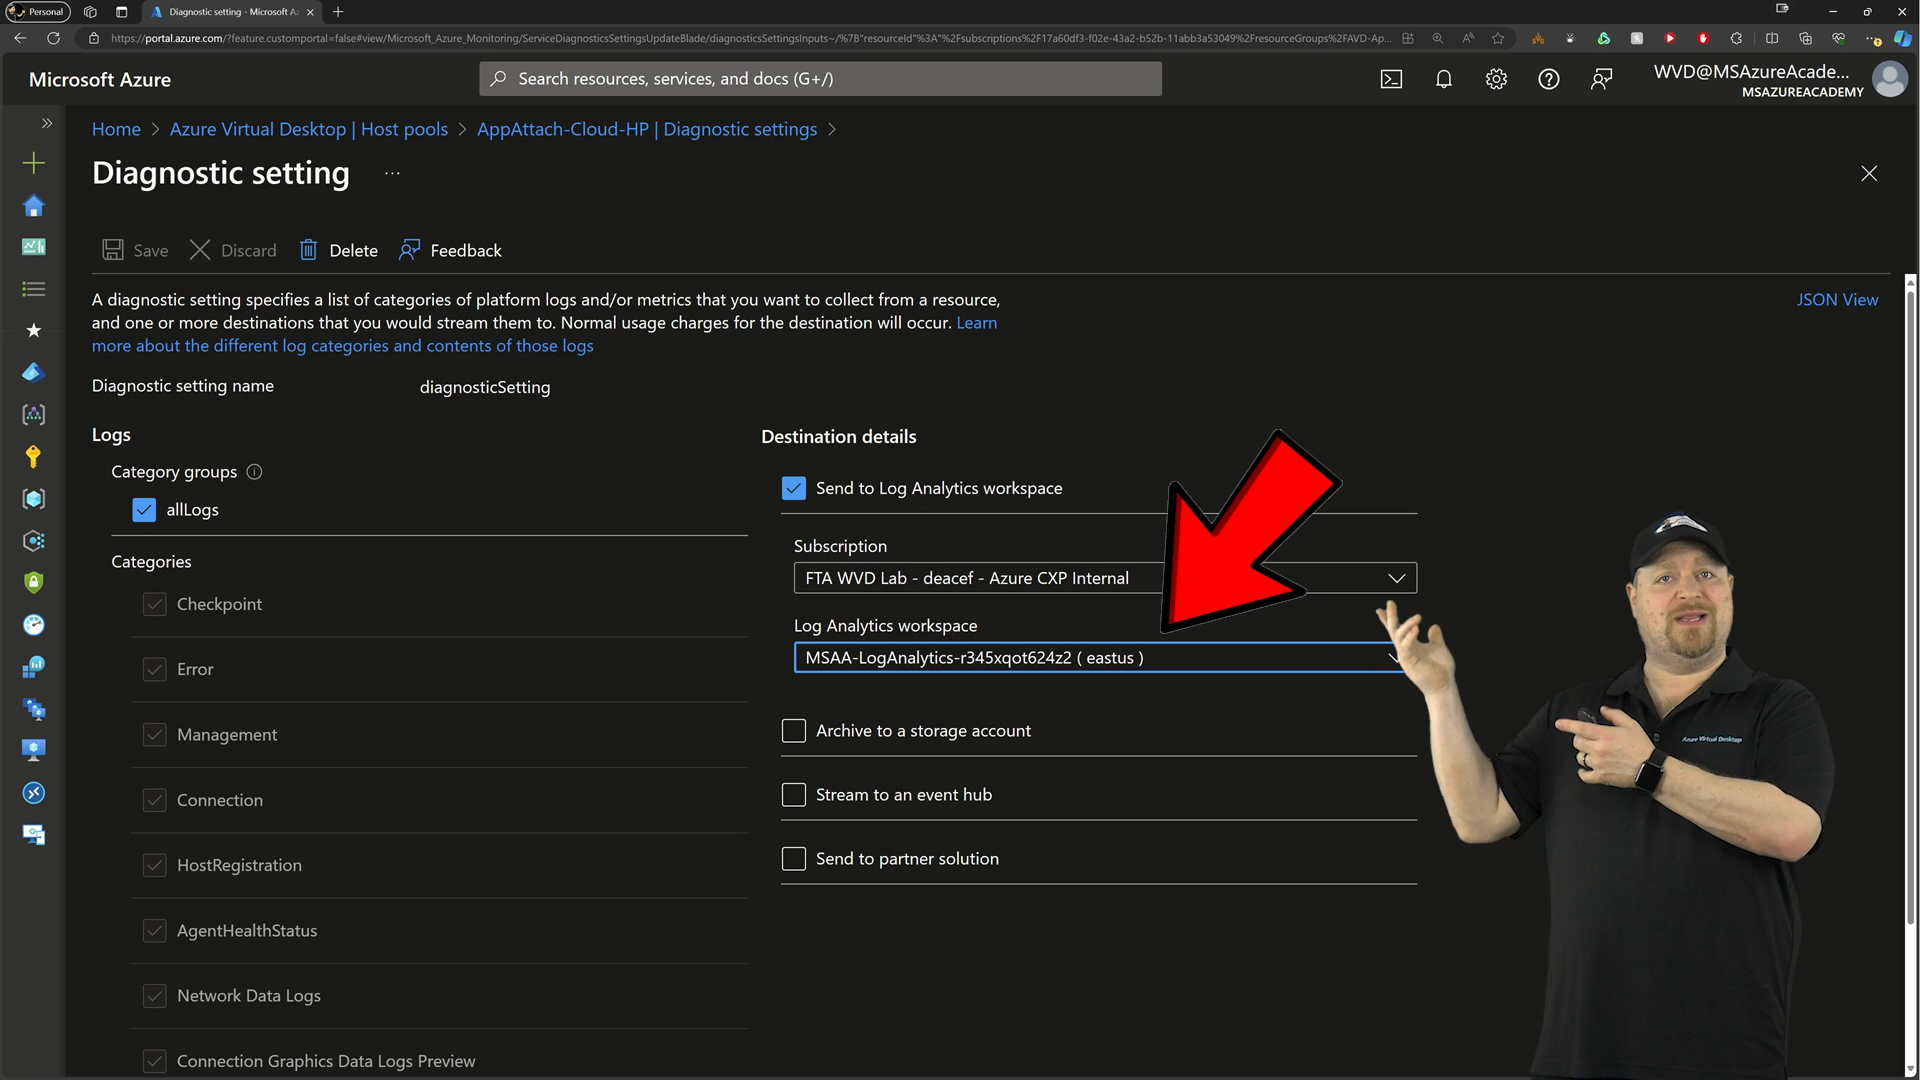 Personal
Diagnostic setting - Microsoft A
https://portal.azure.com/?feature.customportal=false#view/Microsoft_Azure_Monitoring/ServiceDiagnosticsSettingsUpdateBlade/diagnosticsSettingsInputs~/%7B"resourceId"%3A"%2Fsubscriptions%2F17a60df3-f02e-43a2-b52b-11abb3a53049%2FresourceGroups%2FAVD-Ap...
Microsoft Azure
Search resources, services, and docs (G+/)
WVD@MSAzureAcade...
MSAZUREACADEMY
Home > Azure Virtual Desktop | Host pools > AppAttach-Cloud-HP | Diagnostic settings >
Diagnostic setting ...
Save
Discard
Delete
Feedback
A diagnostic setting specifies a list of categories of platform logs and/or metrics that you want to collect from a resource,
and one or more destinations that you would stream them to. Normal usage charges for the destination will occur. Learn
more about the different log categories and contents of those logs
JSON View
Diagnostic setting name
diagnosticSetting
Logs
Category groups
allLogs
Categories
Checkpoint
Error
Management
Connection
HostRegistration
AgentHealthStatus
Network Data Logs
Connection Graphics Data Logs Preview
Destination details
Send to Log Analytics workspace
Subscription
FTA WVD Lab - deacef - Azure CXP Internal
Log Analytics workspace
MSAA-LogAnalytics-r345xqot624z2 ( eastus )
Archive to a storage account
Stream to an event hub
Send to partner solution
Azure Virtual Desktop